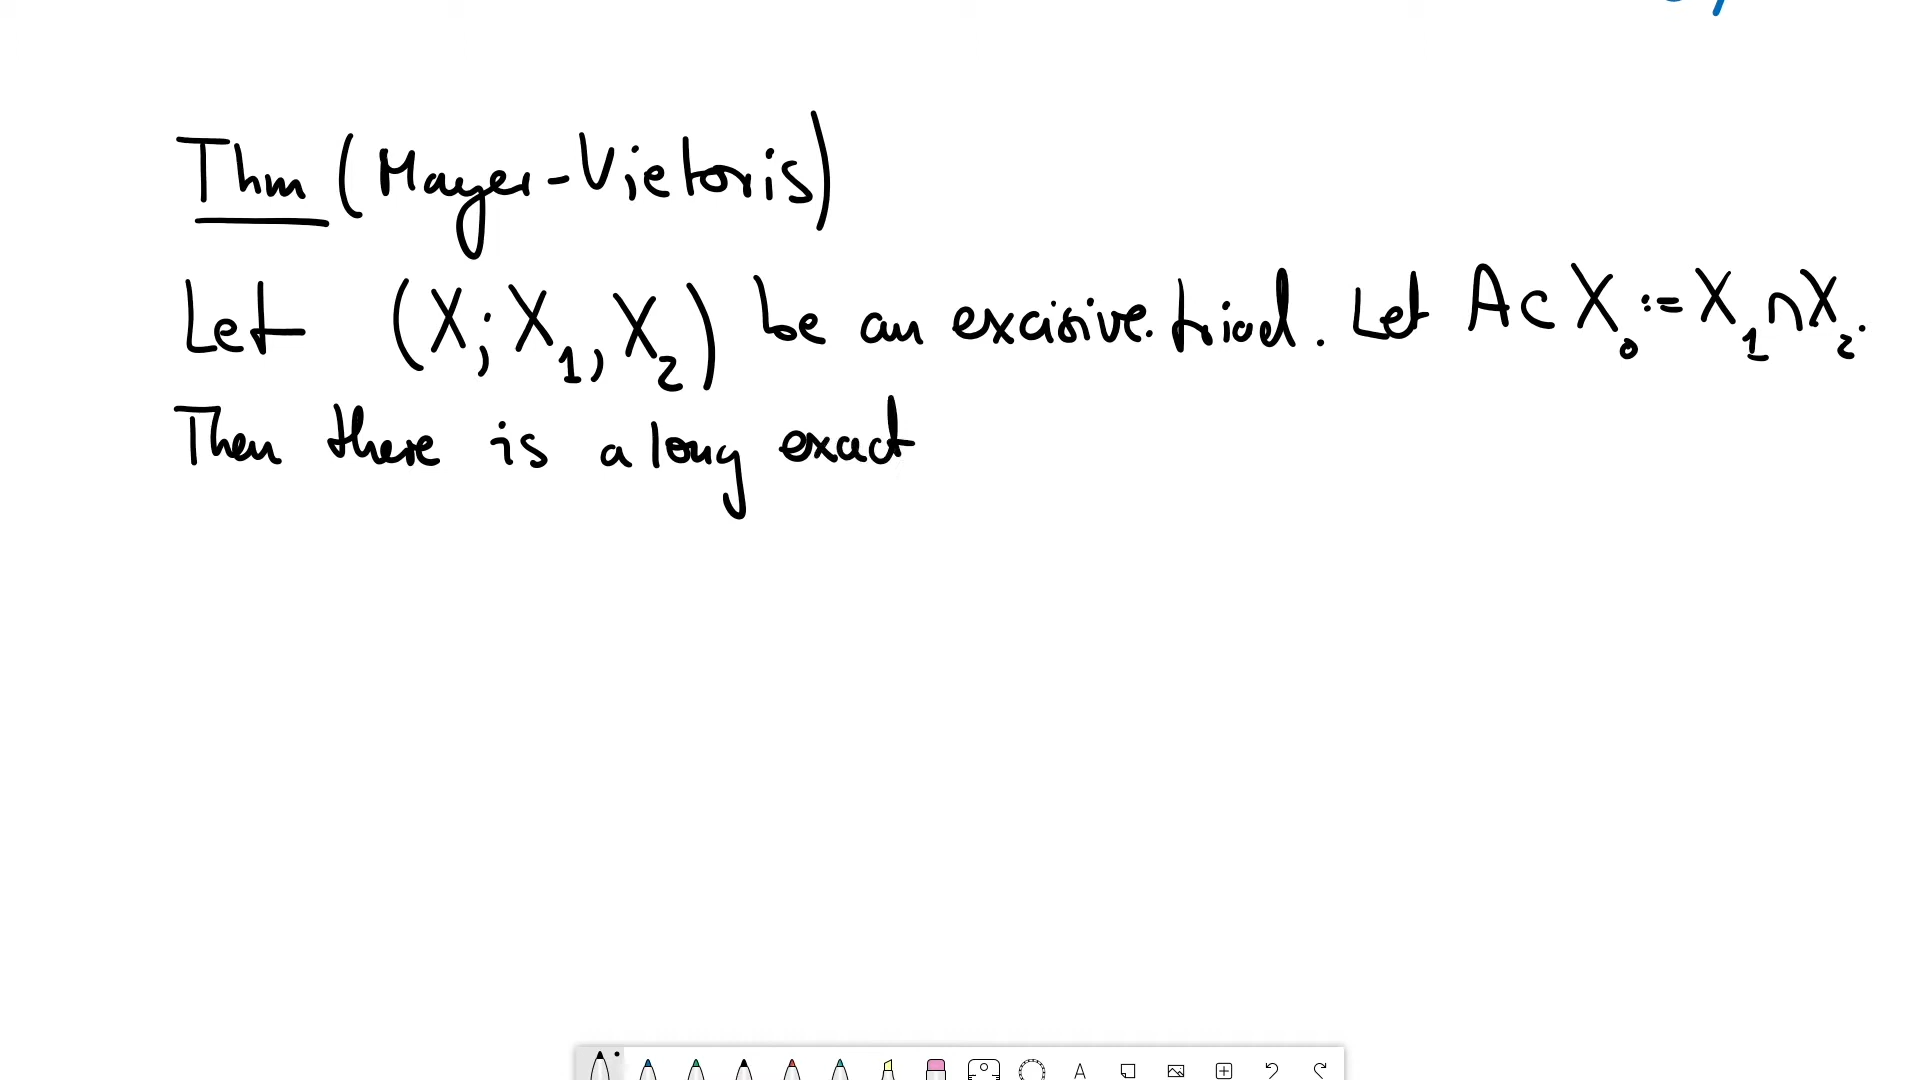 Thm (Mayer-Vietoris)
Let (X; X₁, X₂) be an excisive triad. Let A ⊂ X₀ := X₁ ∩ X₂.
Then there is a long exact